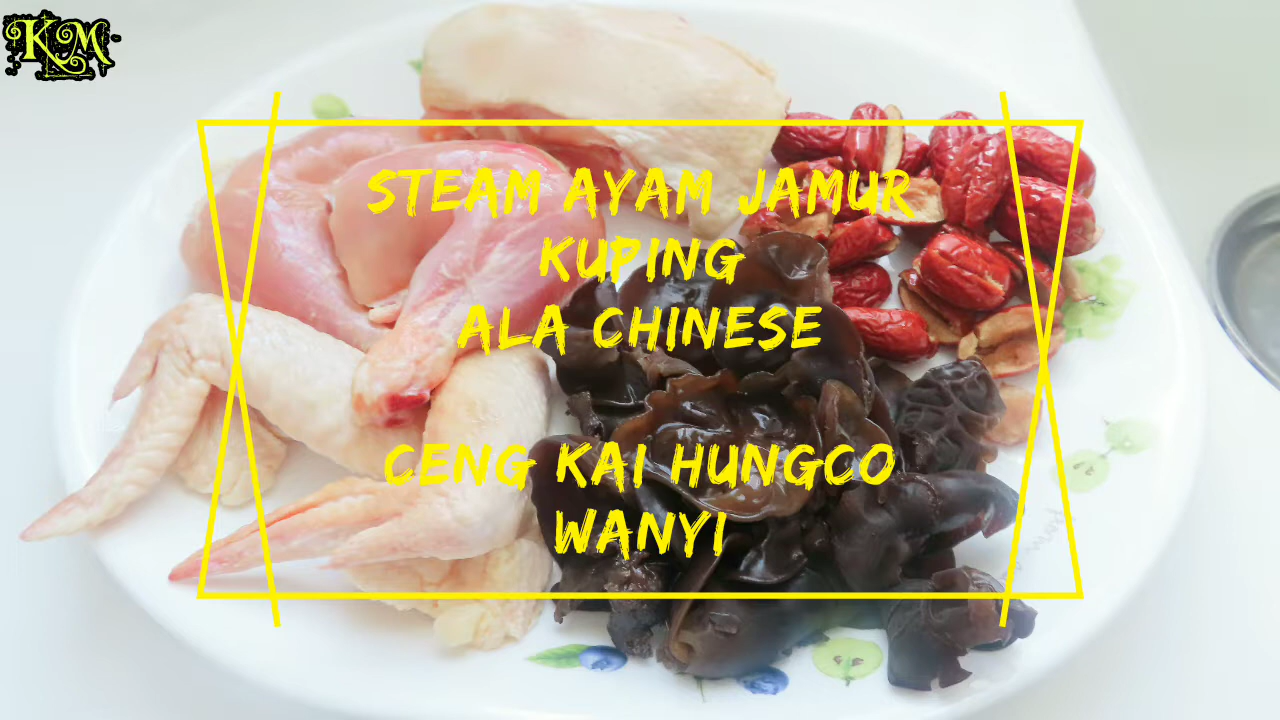 KM
STEAM AYAM JAMUR
KUPING
ALA CHINESE
CENG KAI HUNGCO
WANYI